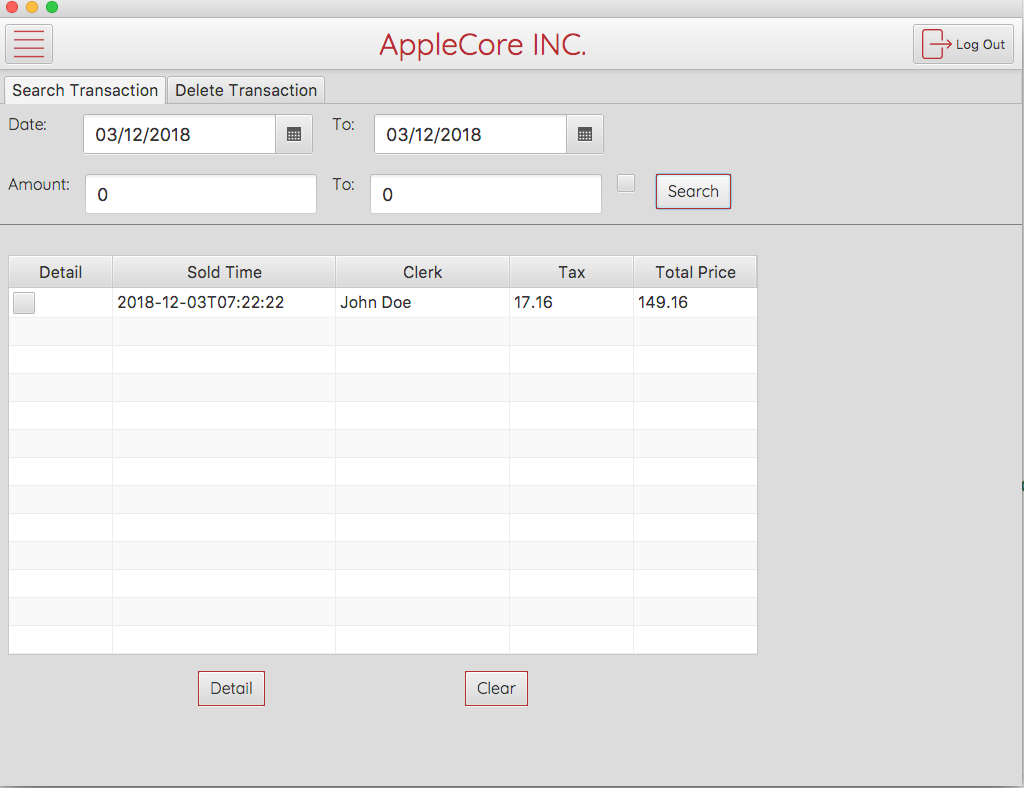 AppleCore INC.
Log Out
Search Transaction Delete Transaction
Date: 03/12/2018 To: 03/12/2018
Amount: 0 To: 0 Search
Detail Sold Time Clerk Tax Total Price
2018-12-03T07:22:22 John Doe 17.16 149.16
Detail Clear